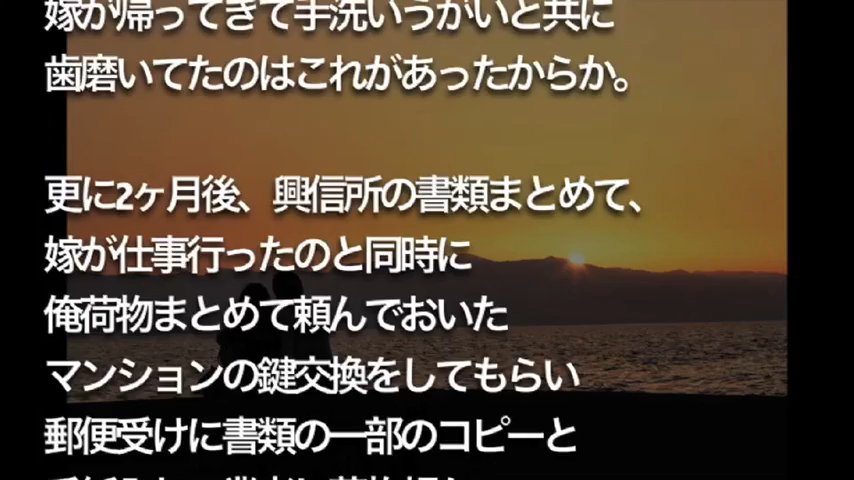 嫁が帰ってきて手洗いうがいと共に
歯磨いてたのはこれがあったからか。
更に2ヶ月後、興信所の書類まとめて、
嫁が仕事行ったのと同時に
俺荷物まとめて頼んでおいた
マンションの鍵交換をしてもらい
郵便受けに書類の一部のコピーと